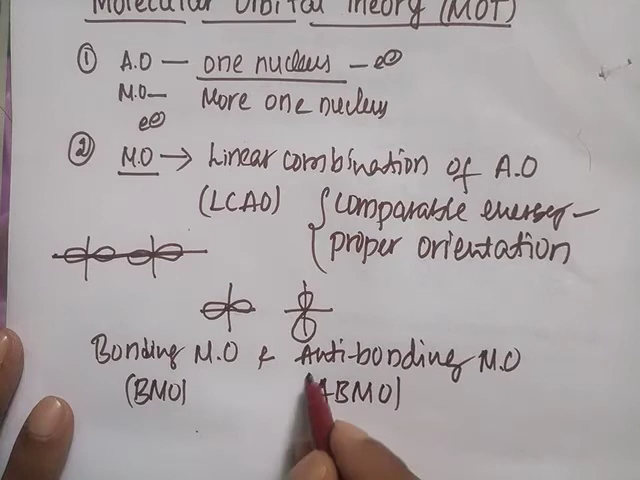 Molecular Orbital Theory (MOT)
① A.O — one nucleus — e⊖
M.O — More one nucleus
e⊖
② M.O → Linear combination of A.O
(LCAO) { comparable energy —
proper orientation
Bonding M.O & Anti-bonding M.O
(BMO) ABMO)